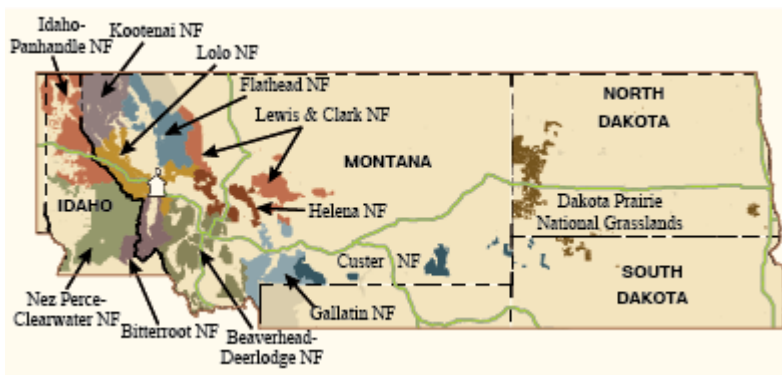 Idaho-
Panhandle NF
Kootenai NF
Lolo NF
Flathead NF
Lewis & Clark NF
NORTH
DAKOTA
MONTANA
IDAHO
Helena NF
Dakota Prairie
National Grasslands
Custer NF
SOUTH
DAKOTA
Nez Perce-
Clearwater NF
Bitterroot NF
Beaverhead-
Deerlodge NF
Gallatin NF